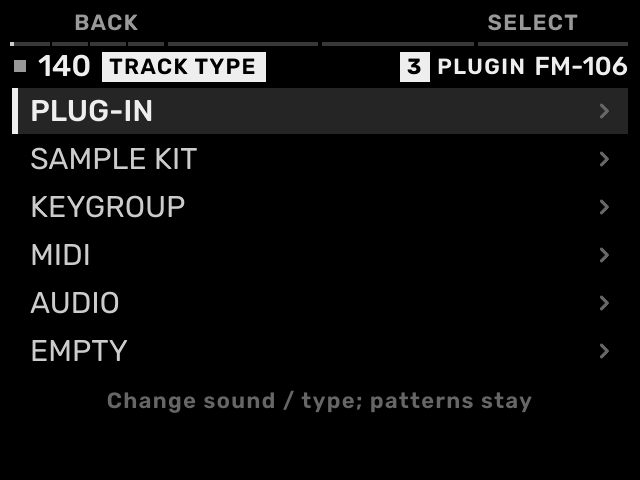 BACK SELECT
140 TRACK TYPE 3 PLUGIN FM-106
PLUG-IN
SAMPLE KIT
KEYGROUP
MIDI
AUDIO
EMPTY
Change sound / type; patterns stay